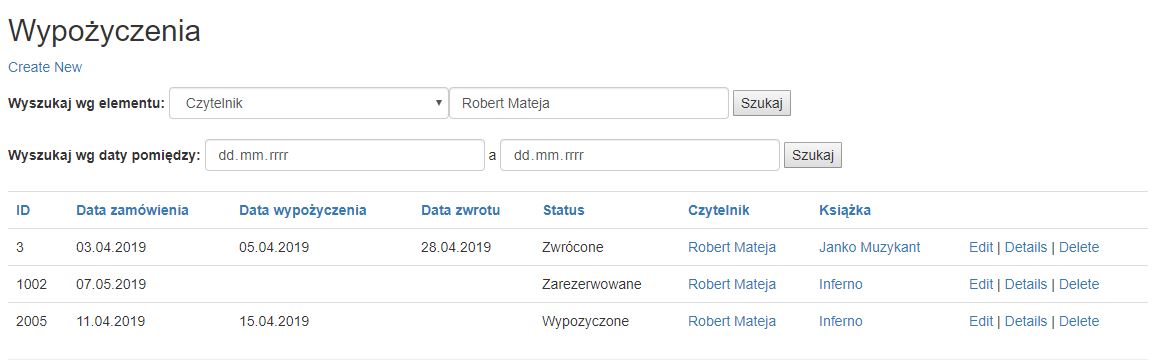 Wypożyczenia
Create New
Wyszukaj wg elementu: Czytelnik Robert Mateja Szukaj
Wyszukaj wg daty pomiędzy: dd.mm.rrrr a dd.mm.rrrr Szukaj
ID Data zamówienia Data wypożyczenia Data zwrotu Status Czytelnik Książka
3 03.04.2019 05.04.2019 28.04.2019 Zwrócone Robert Mateja Janko Muzykant Edit | Details | Delete
1002 07.05.2019 Zarezerwowane Robert Mateja Inferno Edit | Details | Delete
2005 11.04.2019 15.04.2019 Wypozyczone Robert Mateja Inferno Edit | Details | Delete